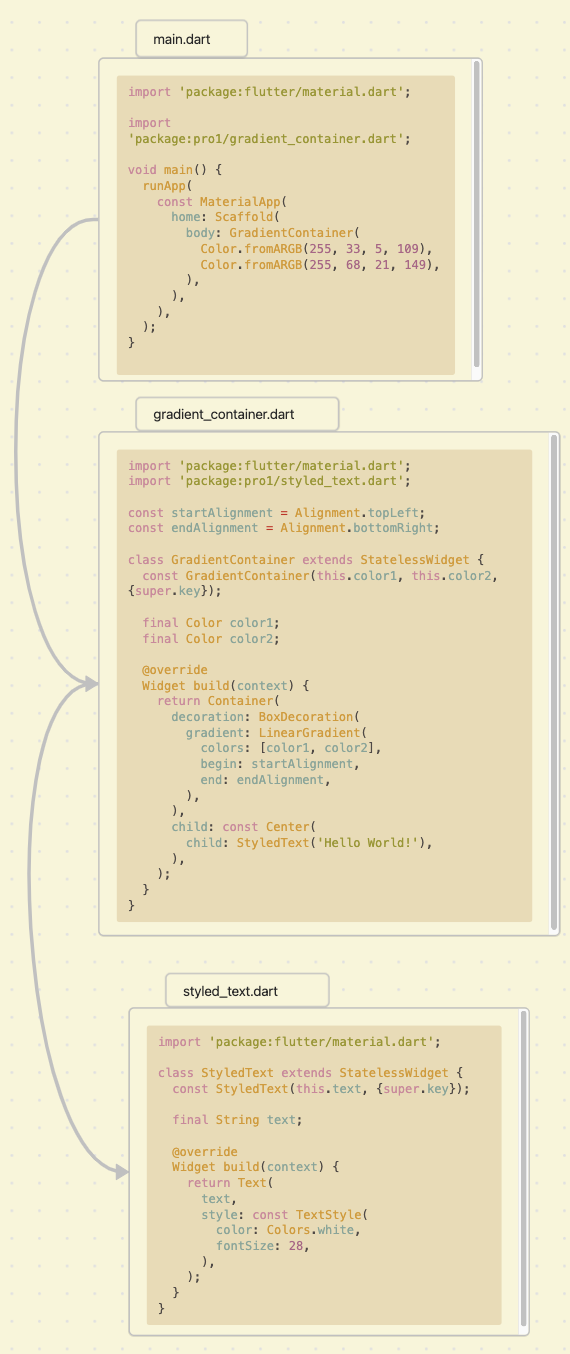 main.dart
import 'package:flutter/material.dart';
import
'package:pro1/gradient_container.dart';
void main() {
  runApp(
    const MaterialApp(
      home: Scaffold(
        body: GradientContainer(
          Color.fromARGB(255, 33, 5, 109),
          Color.fromARGB(255, 68, 21, 149),
        ),
      ),
    ),
  );
}
gradient_container.dart
import 'package:flutter/material.dart';
import 'package:pro1/styled_text.dart';
const startAlignment = Alignment.topLeft;
const endAlignment = Alignment.bottomRight;
class GradientContainer extends StatelessWidget {
  const GradientContainer(this.color1, this.color2,
{super.key});
  final Color color1;
  final Color color2;
  @override
  Widget build(context) {
    return Container(
      decoration: BoxDecoration(
        gradient: LinearGradient(
          colors: [color1, color2],
          begin: startAlignment,
          end: endAlignment,
        ),
      ),
      child: const Center(
        child: StyledText('Hello World!'),
      ),
    );
  }
}
styled_text.dart
import 'package:flutter/material.dart';
class StyledText extends StatelessWidget {
  const StyledText(this.text, {super.key});
  final String text;
  @override
  Widget build(context) {
    return Text(
      text,
      style: const TextStyle(
        color: Colors.white,
        fontSize: 28,
      ),
    );
  }
}